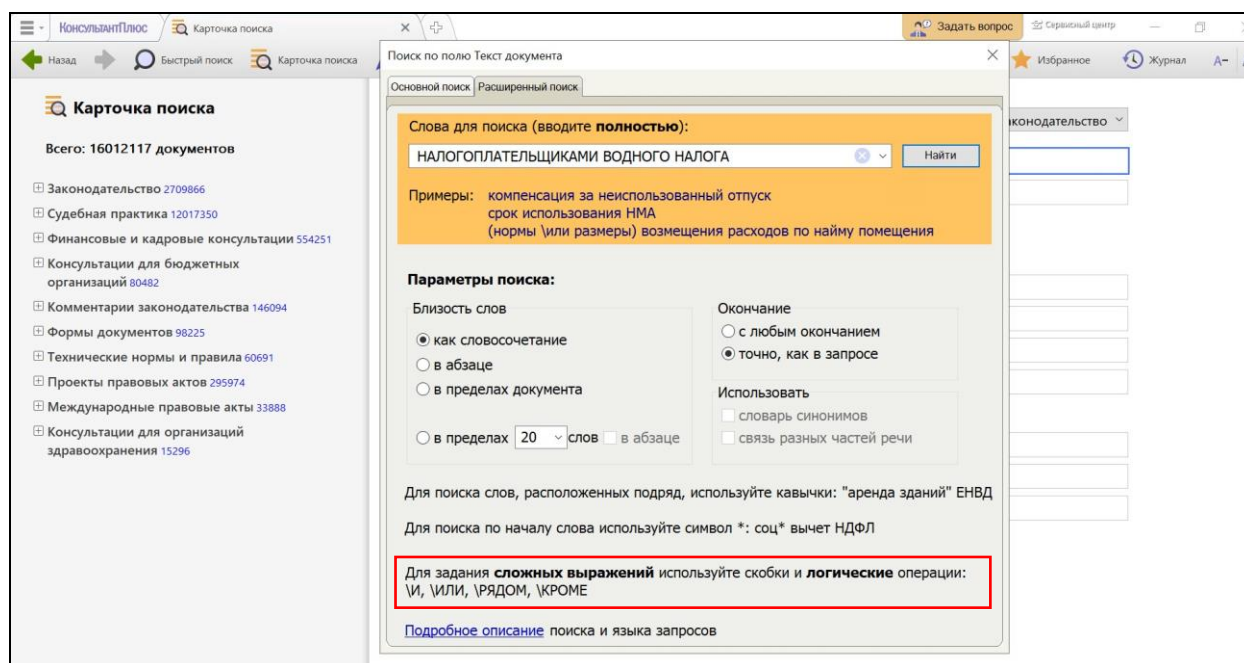 КонсультантПлюс Карточка поиска Задать вопрос Сервисный центр
Назад Быстрый поиск Карточка поиска Избранное Журнал А−
Карточка поиска
Всего: 16012117 документов
Законодательство 2709866
Судебная практика 12017350
Финансовые и кадровые консультации 554251
Консультации для бюджетных
организаций 80482
Комментарии законодательства 146094
Формы документов 98225
Технические нормы и правила 60691
Проекты правовых актов 295974
Международные правовые акты 33888
Консультации для организаций
здравоохранения 15296
Поиск по полю Текст документа
Основной поиск Расширенный поиск
Слова для поиска (вводите полностью):
НАЛОГОПЛАТЕЛЬЩИКАМИ ВОДНОГО НАЛОГА Найти
Примеры: компенсация за неиспользованный отпуск
срок использования НМА
(нормы \или размеры) возмещения расходов по найму помещения
Параметры поиска:
Близость слов
как словосочетание
в абзаце
в пределах документа
в пределах 20 слов в абзаце
Окончание
с любым окончанием
точно, как в запросе
Использовать
словарь синонимов
связь разных частей речи
Для поиска слов, расположенных подряд, используйте кавычки: "аренда зданий" ЕНВД
Для поиска по началу слова используйте символ *: соц* вычет НДФЛ
Для задания сложных выражений используйте скобки и логические операции:
\И, \ИЛИ, \РЯДОМ, \КРОМЕ
Подробное описание поиска и языка запросов